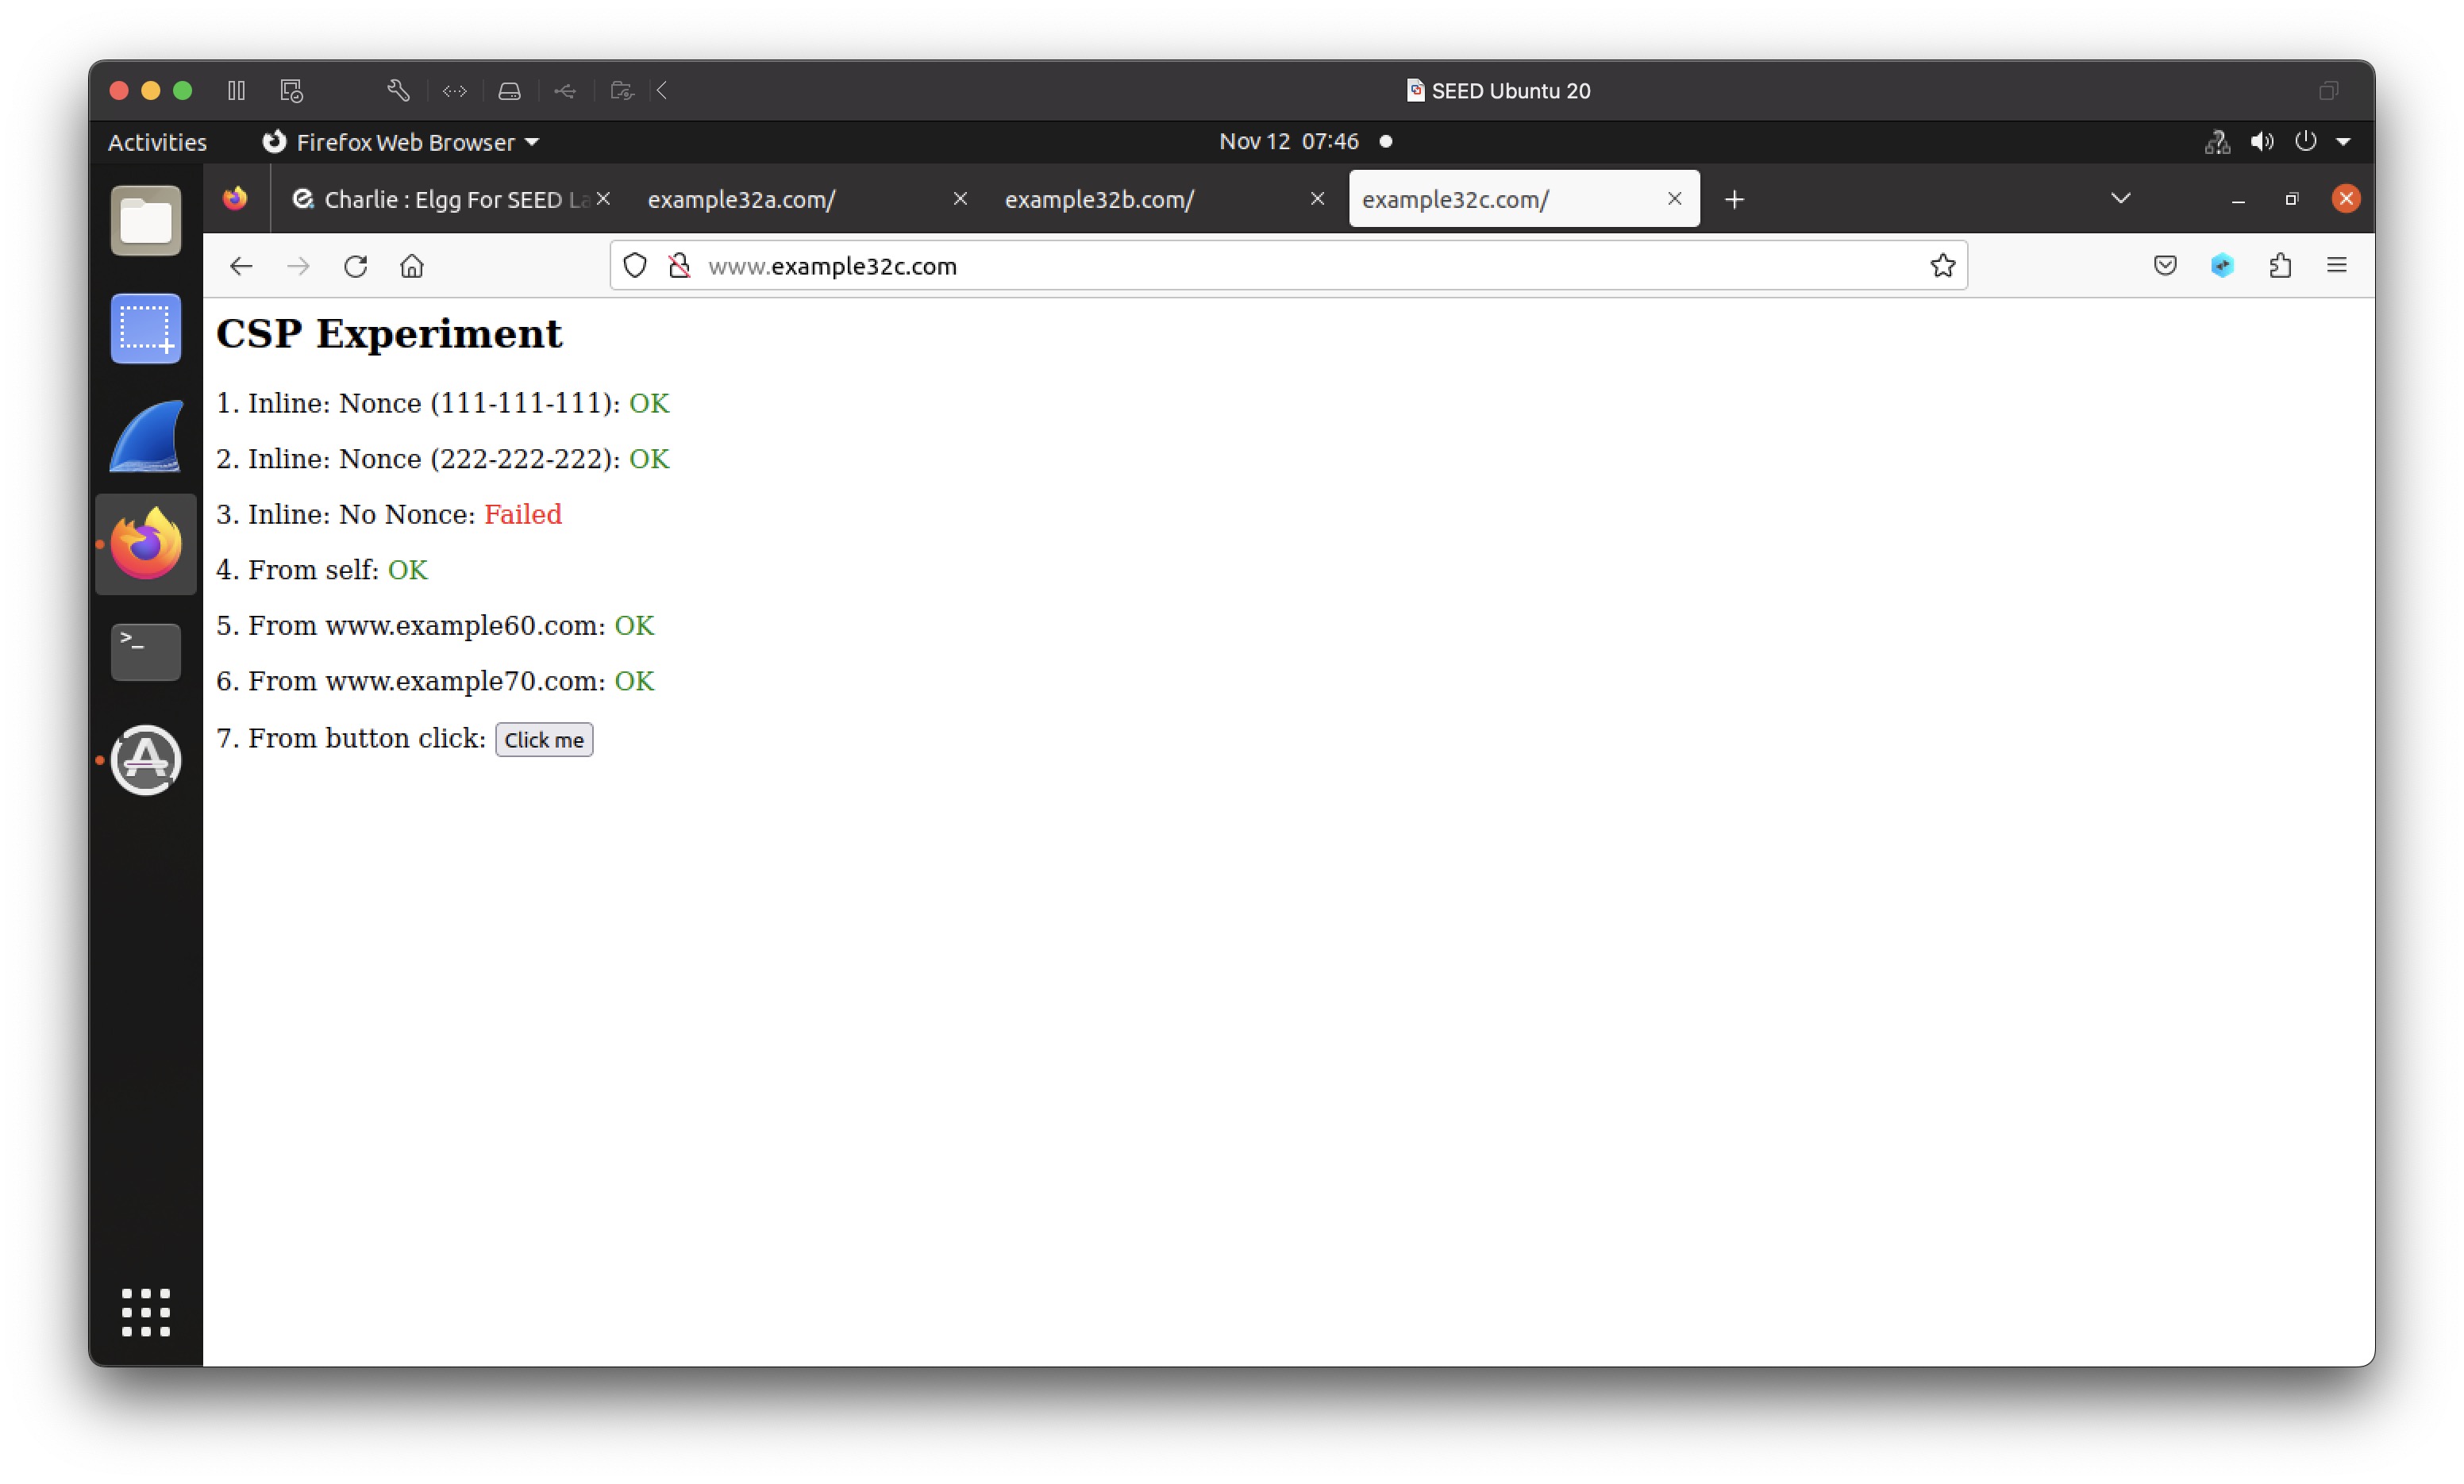 SEED Ubuntu 20
Activities
Firefox Web Browser
Nov 12 07:46
Charlie : Elgg For SEED La
example32a.com/
example32b.com/
example32c.com/
www.example32c.com
CSP Experiment
1. Inline: Nonce (111-111-111): OK
2. Inline: Nonce (222-222-222): OK
3. Inline: No Nonce: Failed
4. From self: OK
5. From www.example60.com: OK
6. From www.example70.com: OK
7. From button click: Click me